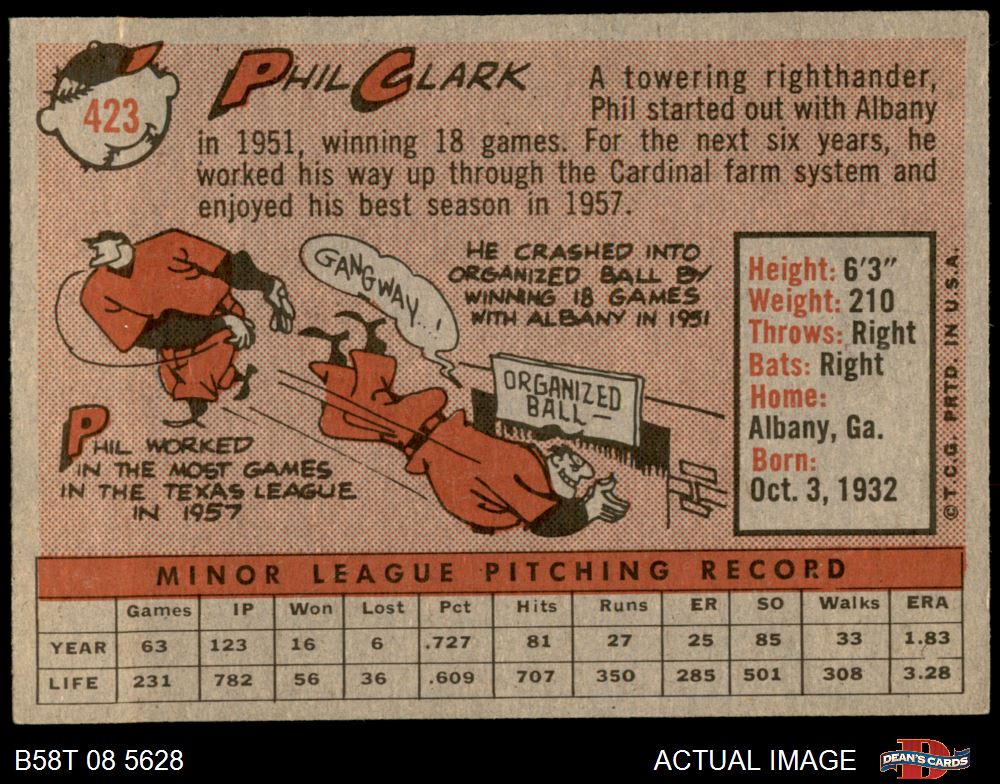 423
PHIL CLARK
A towering righthander,
Phil started out with Albany
in 1951, winning 18 games. For the next six years, he
worked his way up through the Cardinal farm system and
enjoyed his best season in 1957.
GANGWAY..!
HE CRASHED INTO
ORGANIZED BALL BY
WINNING 18 GAMES
WITH ALBANY IN 1951
ORGANIZED
BALL
PHIL WORKED
IN THE MOST GAMES
IN THE TEXAS LEAGUE
IN 1957
Height: 6'3"
Weight: 210
Throws: Right
Bats: Right
Home:
Albany, Ga.
Born:
Oct. 3, 1932
© T.C.G. PRTD. IN U.S.A.
MINOR LEAGUE PITCHING RECORD
Games IP Won Lost Pct Hits Runs ER SO Walks ERA
YEAR 63 123 16 6 .727 81 27 25 85 33 1.83
LIFE 231 782 56 36 .609 707 350 285 501 308 3.28
B58T 08 5628
ACTUAL IMAGE
DEAN'S CARDS